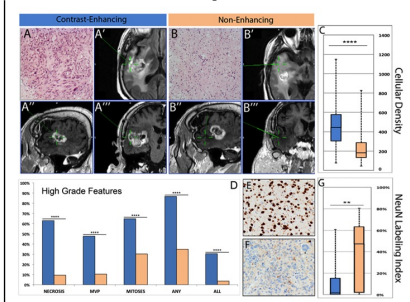 Contrast-Enhancing
Non-Enhancing
A
A'
B
B'
C
****
1400
1200
1000
800
600
400
200
0
Cellular Density
A''
A'''
B''
B'''
High Grade Features
90%
80%
70%
60%
50%
40%
30%
20%
10%
0%
****
****
****
****
****
NECROSIS
MVP
MITOSES
ANY
ALL
D
E
F
G
**
100%
80%
60%
40%
20%
0%
NeuN Labeling Index